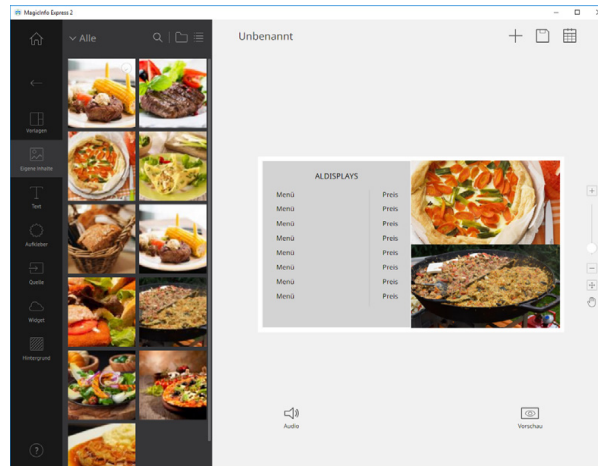 MagicInfo Express 2
Alle
Unbenannt
Vorlagen
Eigene Inhalte
Text
Aufkleber
Quelle
Widget
Hintergrund
?
ALDISPLAYS
Menü Preis
Menü Preis
Menü Preis
Menü Preis
Menü Preis
Menü Preis
Menü Preis
Menü Preis
Audio
Vorschau